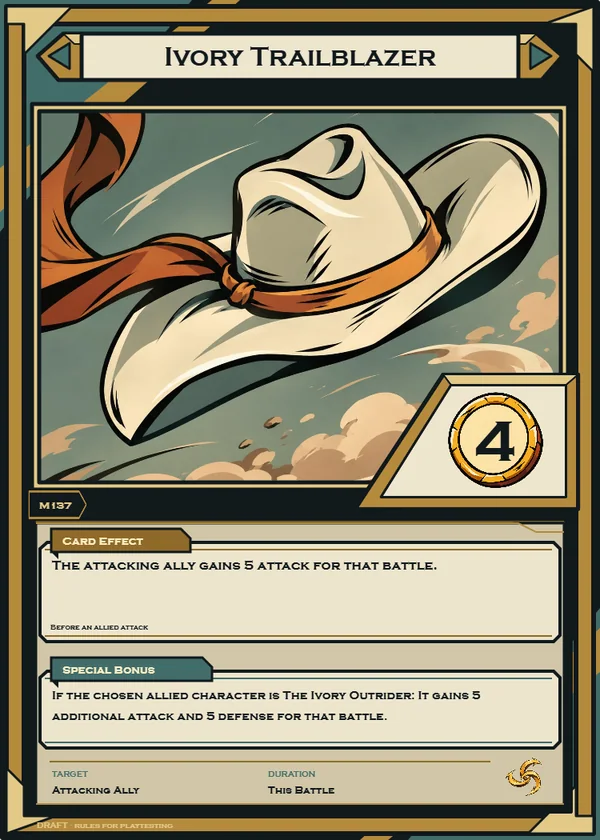 Ivory Trailblazer
4
M137
Card Effect
The attacking ally gains 5 attack for that battle.
Before an allied attack
Special Bonus
If the chosen allied character is The Ivory Outrider: It gains 5
additional attack and 5 defense for that battle.
Target
Duration
Attacking Ally
This Battle
DRAFT · Rules for playtesting